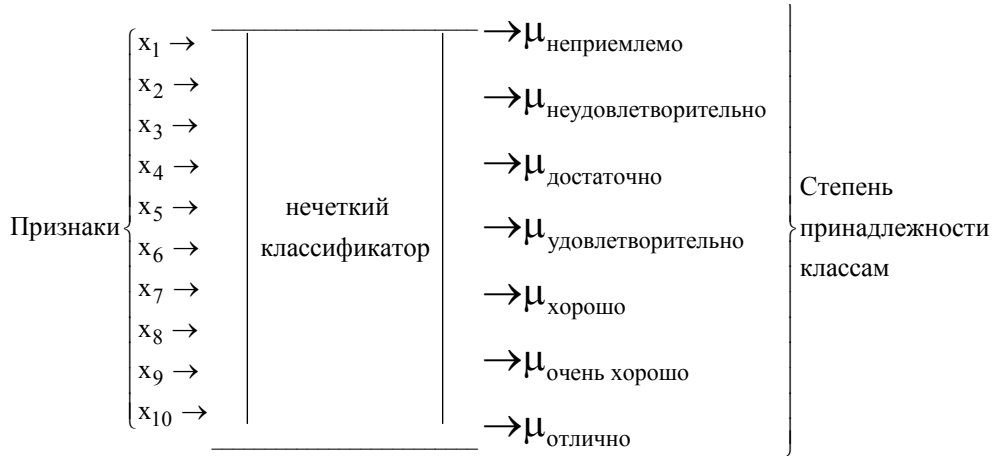 Признаки
x1 →
x2 →
x3 →
x4 →
x5 →
x6 →
x7 →
x8 →
x9 →
x10 →
нечеткий
классификатор
→μнеприемлемо
→μнеудовлетворительно
→μдостаточно
→μудовлетворительно
→μхорошо
→μочень хорошо
→μотлично
Степень
принадлежности
классам